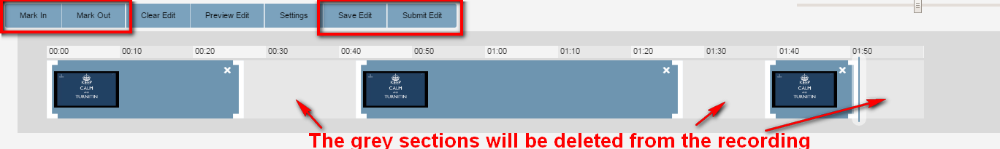 Mark In Mark Out Clear Edit Preview Edit Settings Save Edit Submit Edit
00:00 00:10 00:20 00:30 00:40 00:50 01:00 01:10 01:20 01:30 01:40 01:50
KEEP KEEP KEEP
CALM CALM CALM
AND AND AND
TURNITIN TURNITIN TURNITIN
The grey sections will be deleted from the recording